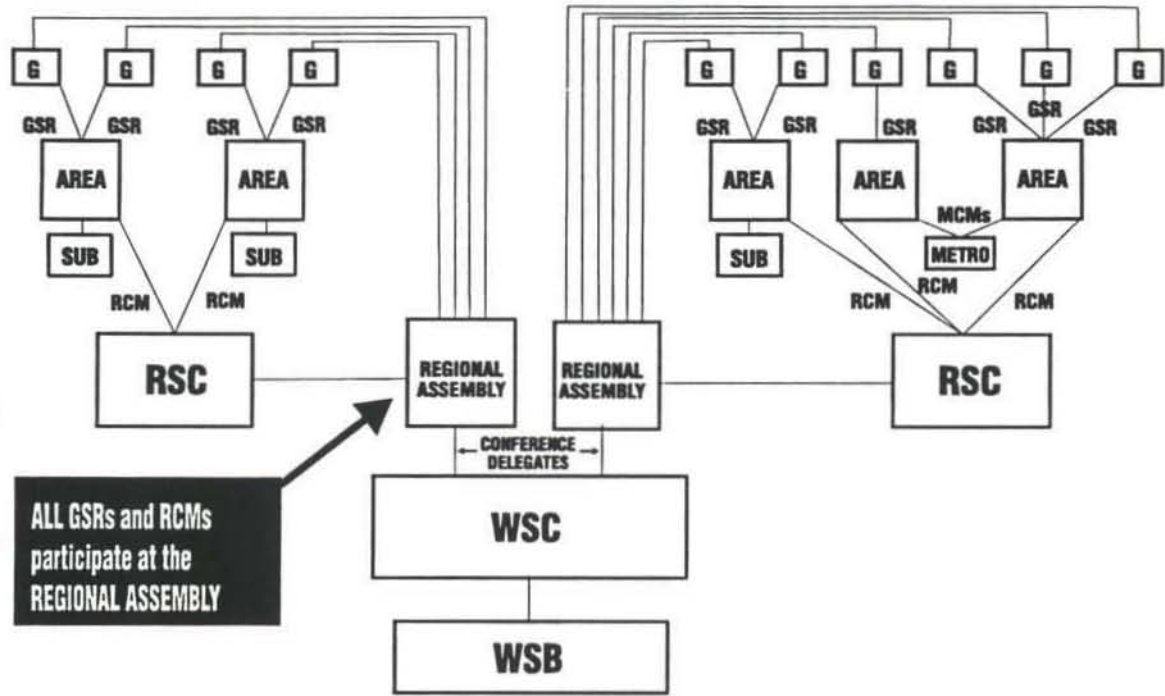 G G G G G G G G G G
GSR GSR GSR GSR GSR GSR GSR GSR GSR GSR
AREA AREA AREA AREA AREA
MCMs
SUB SUB SUB METRO
RCM RCM RCM RCM RCM
RSC REGIONAL ASSEMBLY REGIONAL ASSEMBLY RSC
CONFERENCE
DELEGATES
ALL GSRs and RCMs
participate at the
REGIONAL ASSEMBLY
WSC
WSB